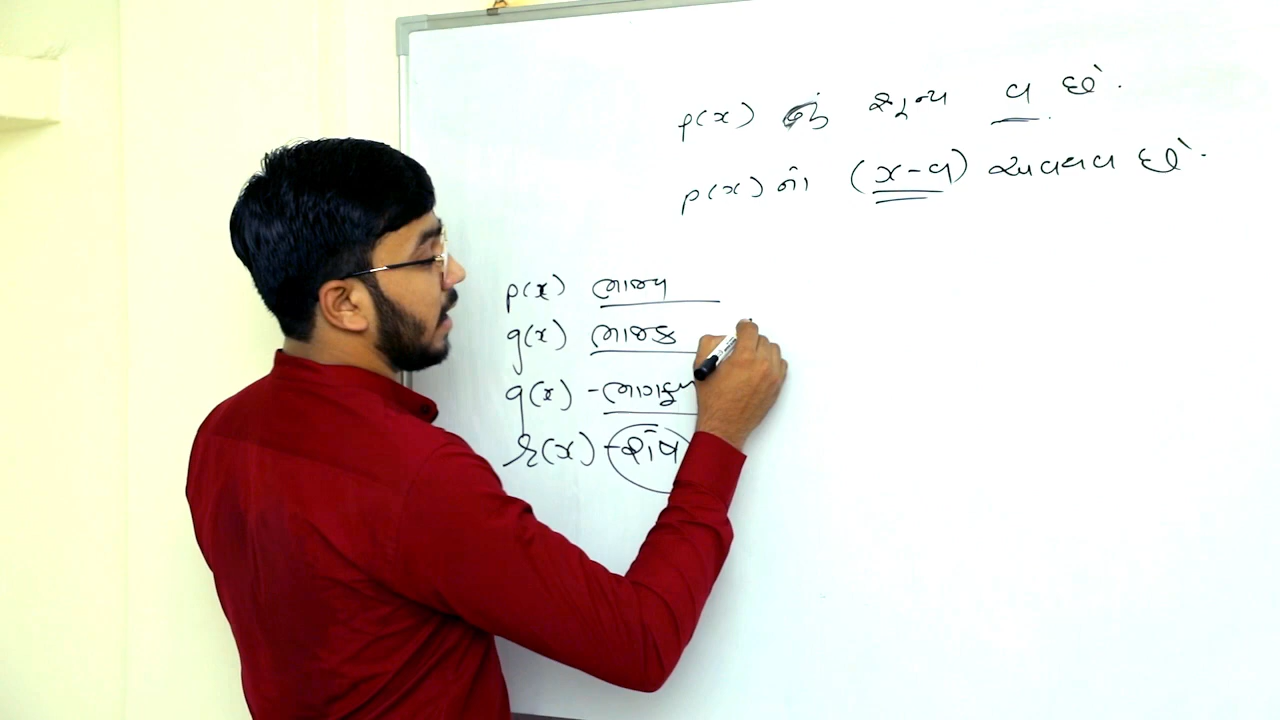 p(x) નું શૂન્ય વ છે.
p(x) નો (x-વ) અવયવ છે.
p(x) ભાજ્ય
g(x) ભાજક
q(x) - ભાગફળ
r(x) - શેષ